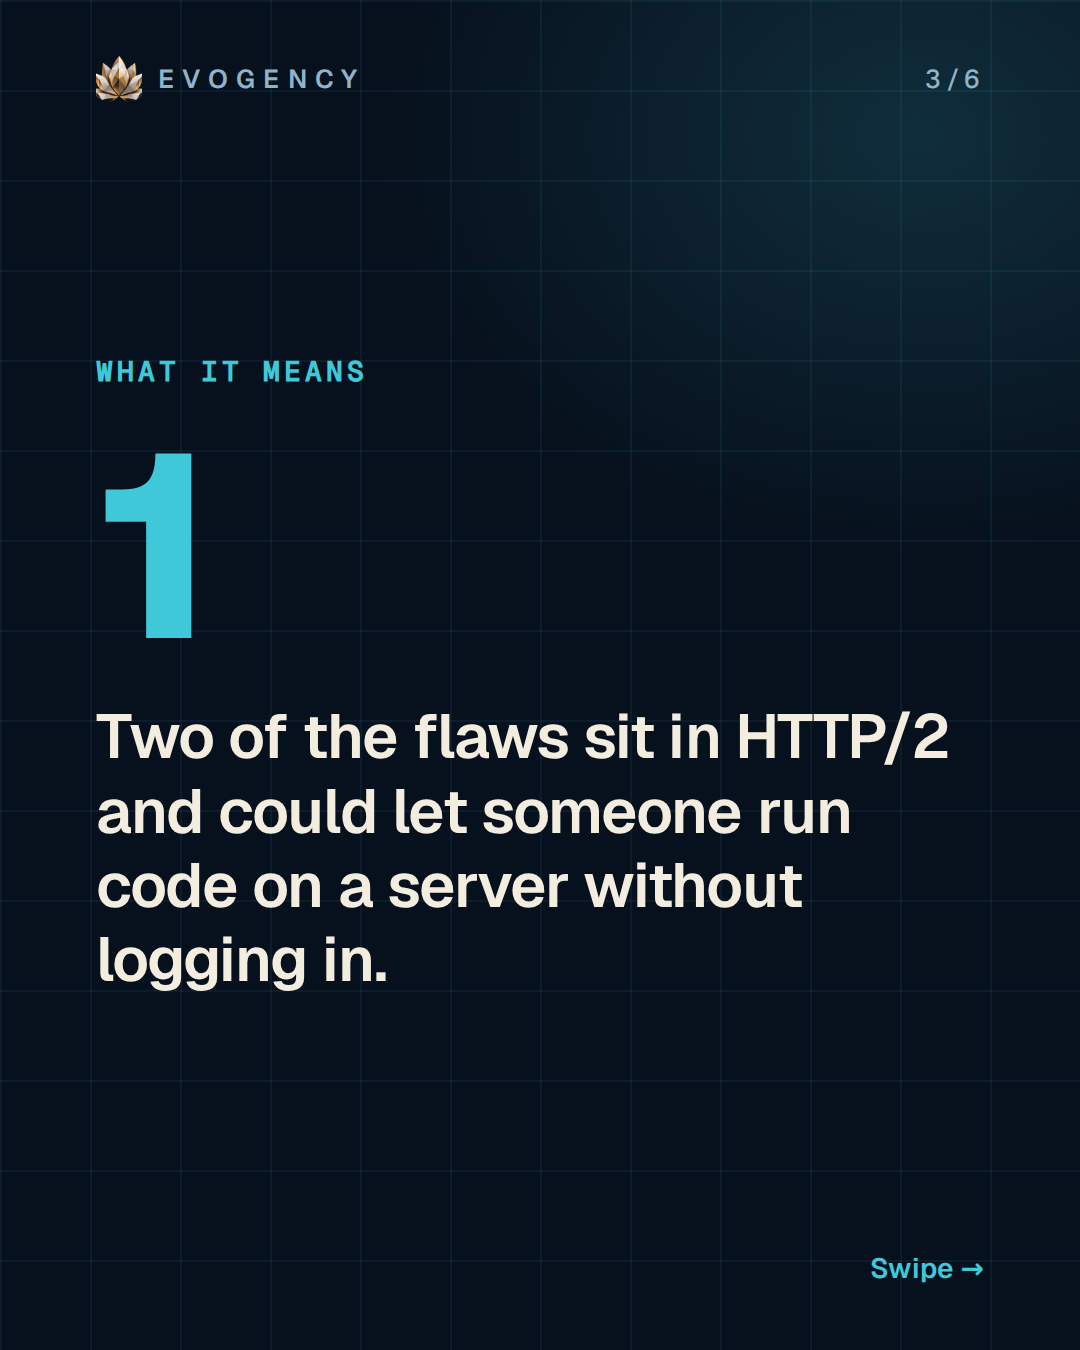 EVOGENCY
3/6
WHAT IT MEANS
1
Two of the flaws sit in HTTP/2
and could let someone run
code on a server without
logging in.
Swipe →